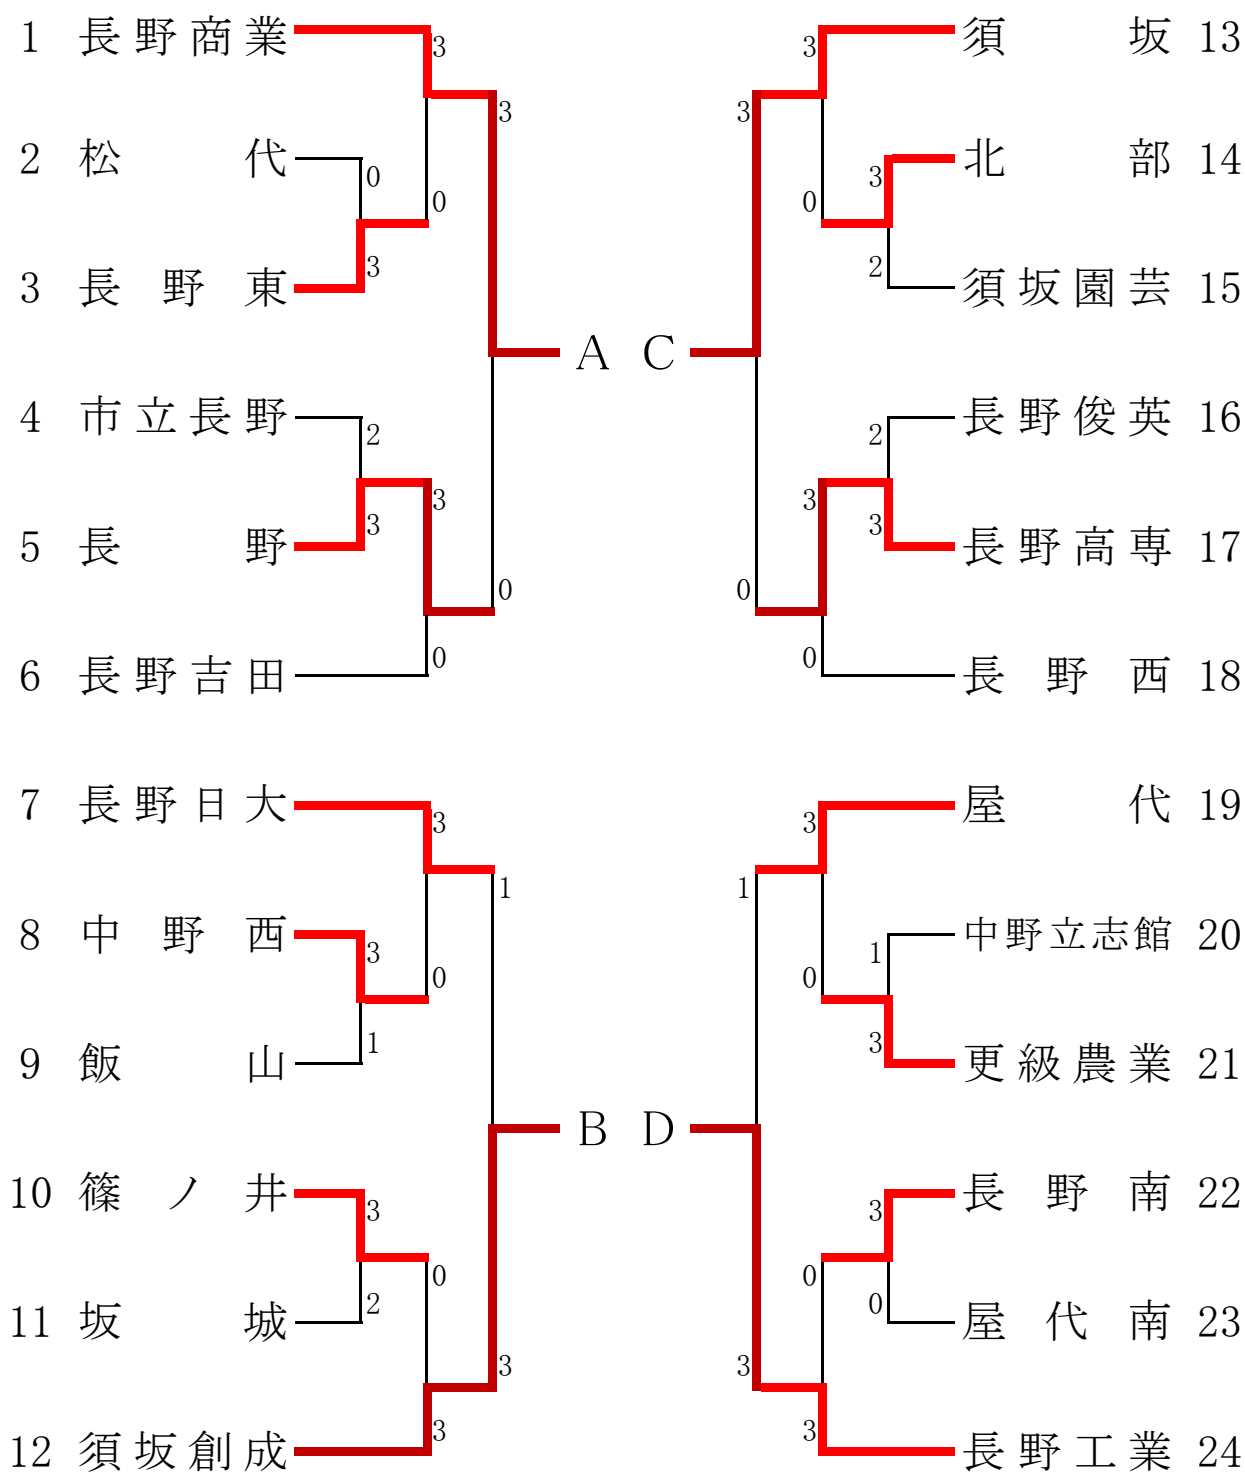 1 長野商業
3
3
2 松代
0
0
3 長野東
3
A
4 市立長野
2
3
5 長野
3
0
6 長野吉田
0
7 長野日大
3
1
8 中野西
3
0
9 飯山
1
B
10 篠ノ井
3
0
11 坂城
2
3
12 須坂創成
3
須坂 13
3
3
北部 14
3
0
須坂園芸 15
2
C
長野俊英 16
2
3
長野高専 17
3
0
長野西 18
0
屋代 19
3
1
中野立志館 20
1
0
更級農業 21
3
D
長野南 22
3
0
屋代南 23
0
3
長野工業 24
3